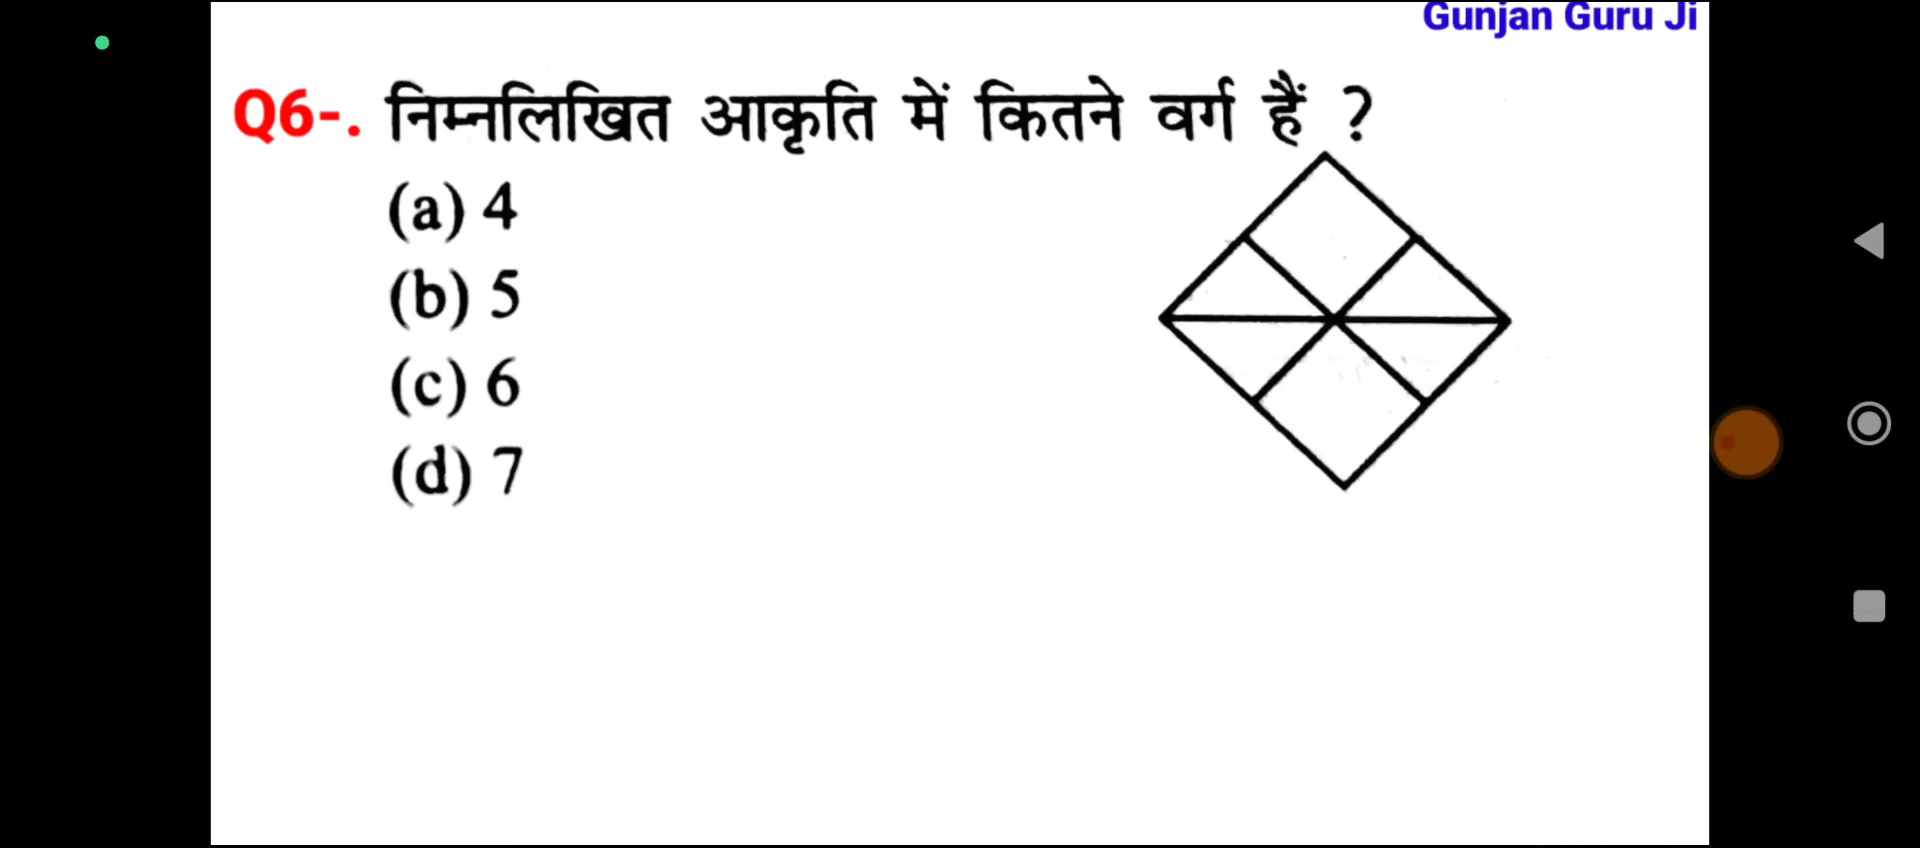 Gunjan Guru Ji
Q6-. निम्नलिखित आकृति में कितने वर्ग हैं ?
(a) 4
(b) 5
(c) 6
(d) 7